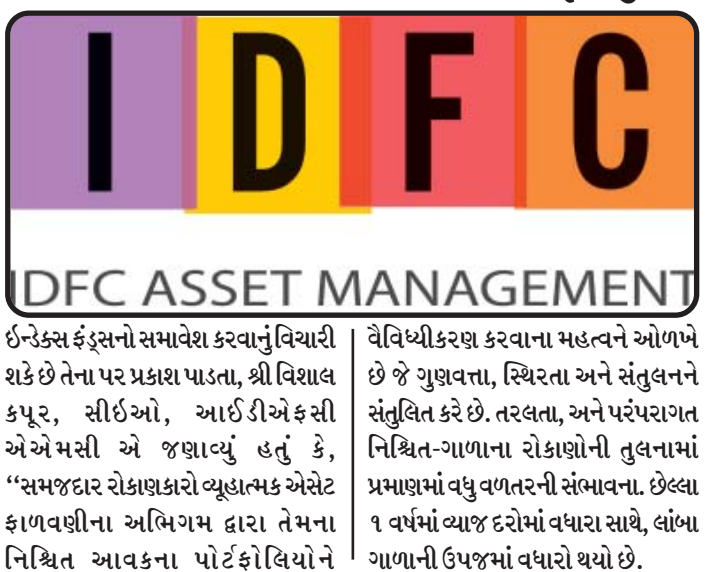 IDFC
IDFC ASSET MANAGEMENT
ઇન્ડેક્સ ફંડ્સનો સમાવેશ કરવાનું વિચારી
શકે છે તેના પર પ્રકાશ પાડતા, શ્રી વિશાલ
કપૂર, સીઇઓ, આઈડીએફસી
એએમસી એ જણાવ્યું હતું કે,
‘‘સમજદાર રોકાણકારો વ્યૂહાત્મક એસેટ
ફાળવણીના અભિગમ દ્વારા તેમના
નિશ્ચિત આવકના પોર્ટફોલિયોને
વૈવિધ્યીકરણ કરવાના મહત્વને ઓળખે
છે જે ગુણવત્તા, સ્થિરતા અને સંતુલનને
સંતુલિત કરે છે. તરલતા, અને પરંપરાગત
નિશ્ચિત-ગાળાના રોકાણોની તુલનામાં
પ્રમાણમાં વધુ વળતરની સંભાવના. છેલ્લા
૧ વર્ષમાં વ્યાજ દરોમાં વધારા સાથે, લાંબા
ગાળાની ઉપજમાં વધારો થયો છે.